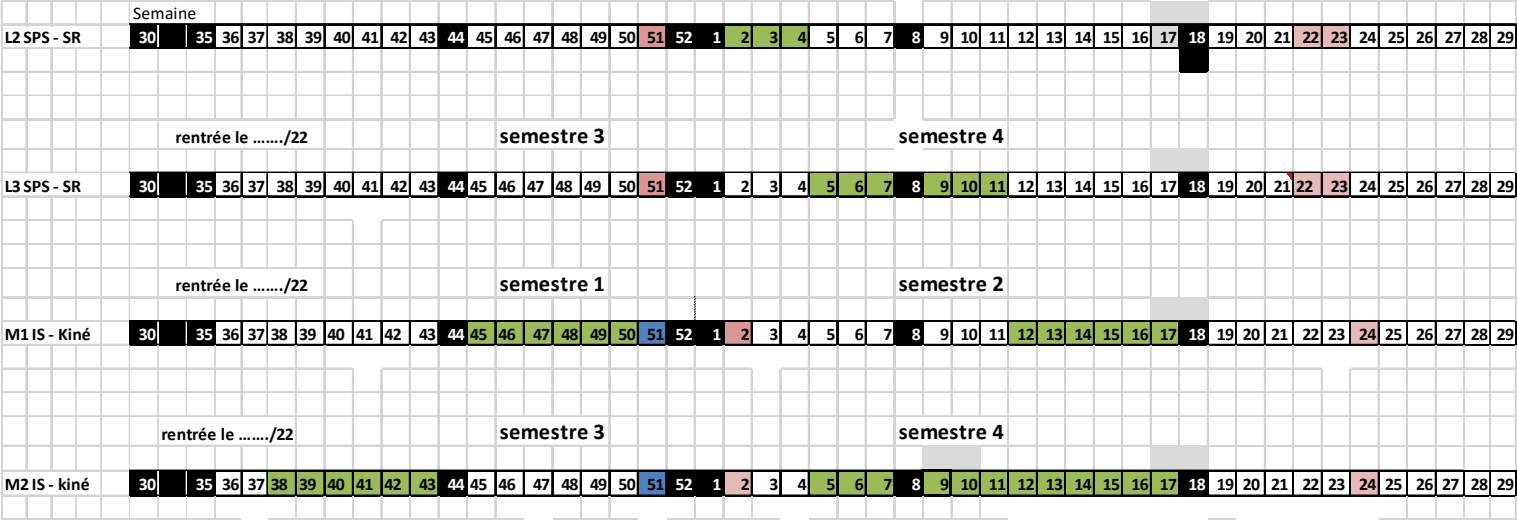 Semaine
L2 SPS - SR 30 35 36 37 38 39 40 41 42 43 44 45 46 47 48 49 50 51 52 1 2 3 4 5 6 7 8 9 10 11 12 13 14 15 16 17 18 19 20 21 22 23 24 25 26 27 28 29
rentrée le ......./22 semestre 3 semestre 4
L3 SPS - SR 30 35 36 37 38 39 40 41 42 43 44 45 46 47 48 49 50 51 52 1 2 3 4 5 6 7 8 9 10 11 12 13 14 15 16 17 18 19 20 21 22 23 24 25 26 27 28 29
rentrée le ......./22 semestre 1 semestre 2
M1 IS - Kiné 30 35 36 37 38 39 40 41 42 43 44 45 46 47 48 49 50 51 52 1 2 3 4 5 6 7 8 9 10 11 12 13 14 15 16 17 18 19 20 21 22 23 24 25 26 27 28 29
rentrée le ......./22 semestre 3 semestre 4
M2 IS - kiné 30 35 36 37 38 39 40 41 42 43 44 45 46 47 48 49 50 51 52 1 2 3 4 5 6 7 8 9 10 11 12 13 14 15 16 17 18 19 20 21 22 23 24 25 26 27 28 29